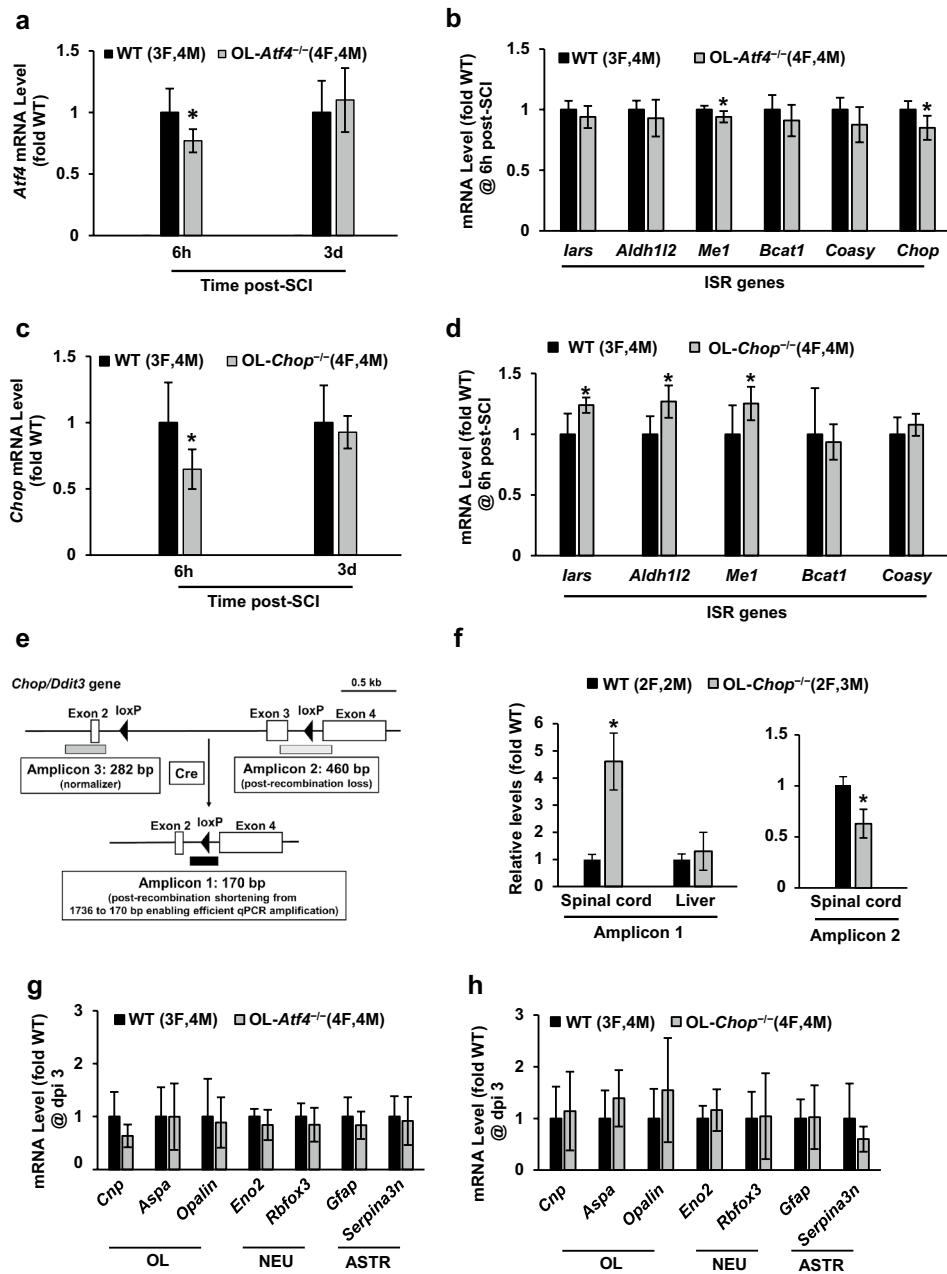 a
WT (3F,4M) OL-Atf4−/−(4F,4M)
Atf4 mRNA Level
(fold WT)
1.5
1
0.5
0
*
6h 3d
Time post-SCI
b
WT (3F,4M) OL-Atf4−/−(4F,4M)
mRNA Level (fold WT)
@ 6h post-SCI
1.5
1
0.5
0
* *
Iars Aldh1l2 Me1 Bcat1 Coasy Chop
ISR genes
c
WT (3F,4M) OL-Chop−/−(4F,4M)
Chop mRNA Level
(fold WT)
1.5
1
0.5
0
*
6h 3d
Time post-SCI
d
WT (3F,4M) OL-Chop−/−(4F,4M)
mRNA Level (fold WT)
@ 6h post-SCI
1.5
1
0.5
0
* * *
Iars Aldh1l2 Me1 Bcat1 Coasy
ISR genes
e
Chop/Ddit3 gene
0.5 kb
Exon 2 loxP Exon 3 loxP Exon 4
Amplicon 3: 282 bp
(normalizer)
Cre
Amplicon 2: 460 bp
(post-recombination loss)
Exon 2 loxP Exon 4
Amplicon 1: 170 bp
(post-recombination shortening from
1736 to 170 bp enabling efficient qPCR amplification)
f
WT (2F,2M) OL-Chop−/−(2F,3M)
Relative levels (fold WT)
6
5
4
3
2
1
0
*
Spinal cord Liver
Amplicon 1
1.5
1
0.5
0
*
Spinal cord
Amplicon 2
g
WT (3F,4M) OL-Atf4−/−(4F,4M)
mRNA Level (fold WT)
@ dpi 3
3
2
1
0
Cnp Aspa Opalin Eno2 Rbfox3 Gfap Serpina3n
OL NEU ASTR
h
WT (3F,4M) OL-Chop−/−(4F,4M)
mRNA Level (fold WT)
@ dpi 3
3
2
1
0
Cnp Aspa Opalin Eno2 Rbfox3 Gfap Serpina3n
OL NEU ASTR